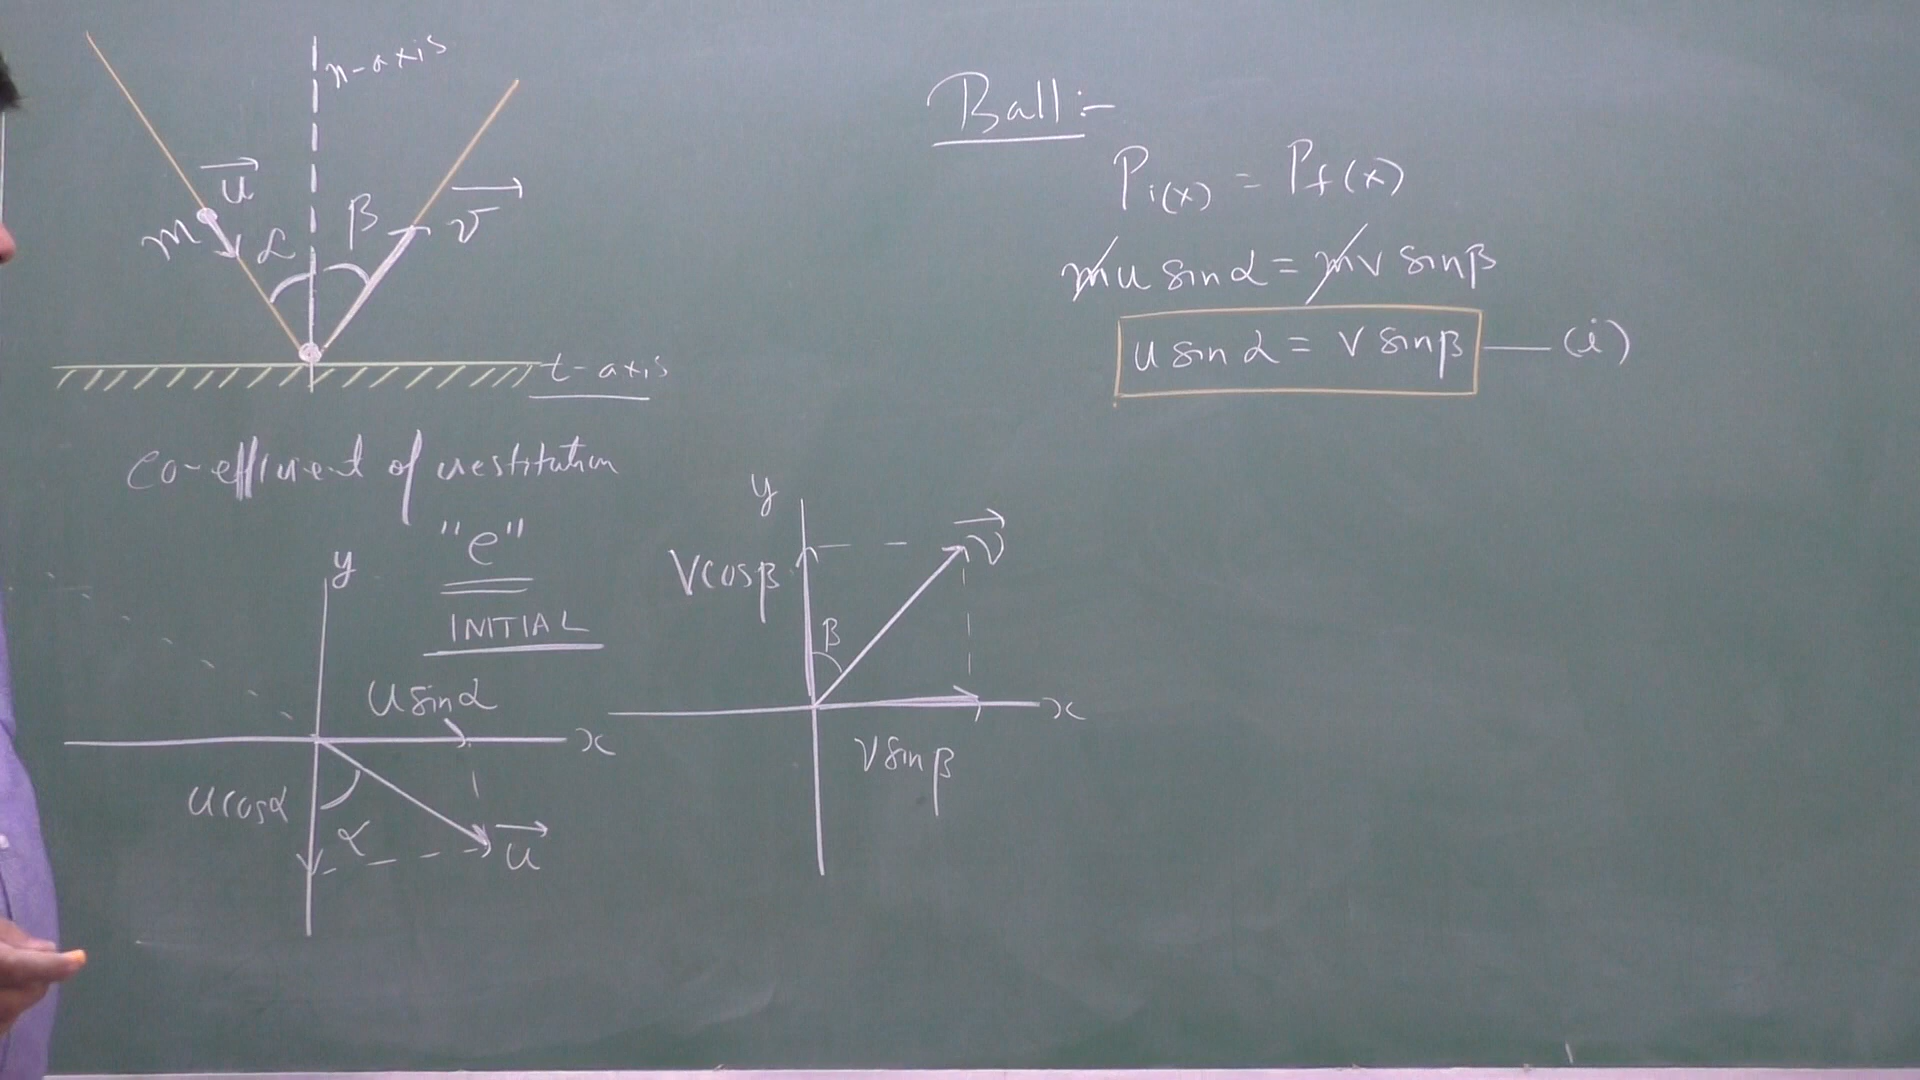 n-axis
u
m
α
β
v
t-axis
Co-efficient of restitution
"e"
INITIAL
y
u sin α
x
u cos α
α
u
y
v cos β
v
β
x
v sin β
Ball :-
Pi(x) = Pf(x)
mu sin α = mv sin β
u sin α = v sin β — (i)